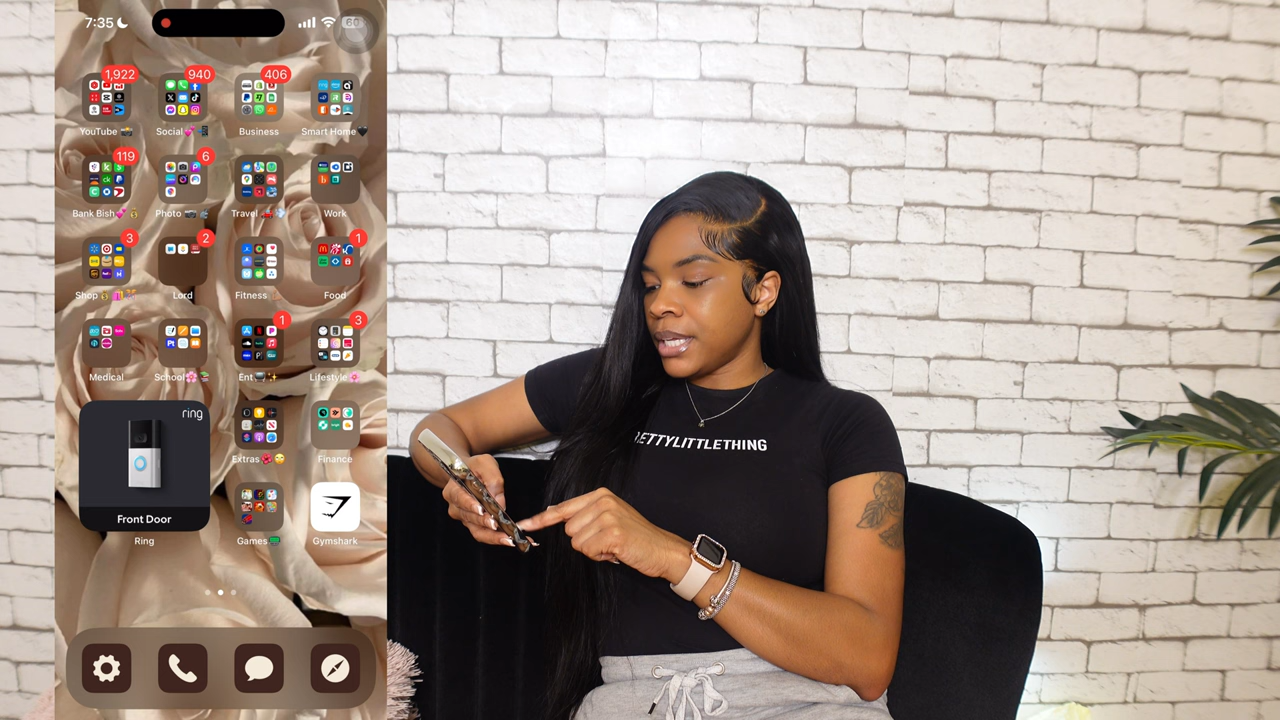 7:35
60
1,922
940
406
YouTube
Social
Business
Smart Home
119
6
Bank Bish
Photo
Travel
Work
3
2
1
Shop
Lord
Fitness
Food
1
3
Medical
School
Ent
Lifestyle
ring
Front Door
Ring
Extras
Finance
Games
Gymshark
ETTYLITTLETHING